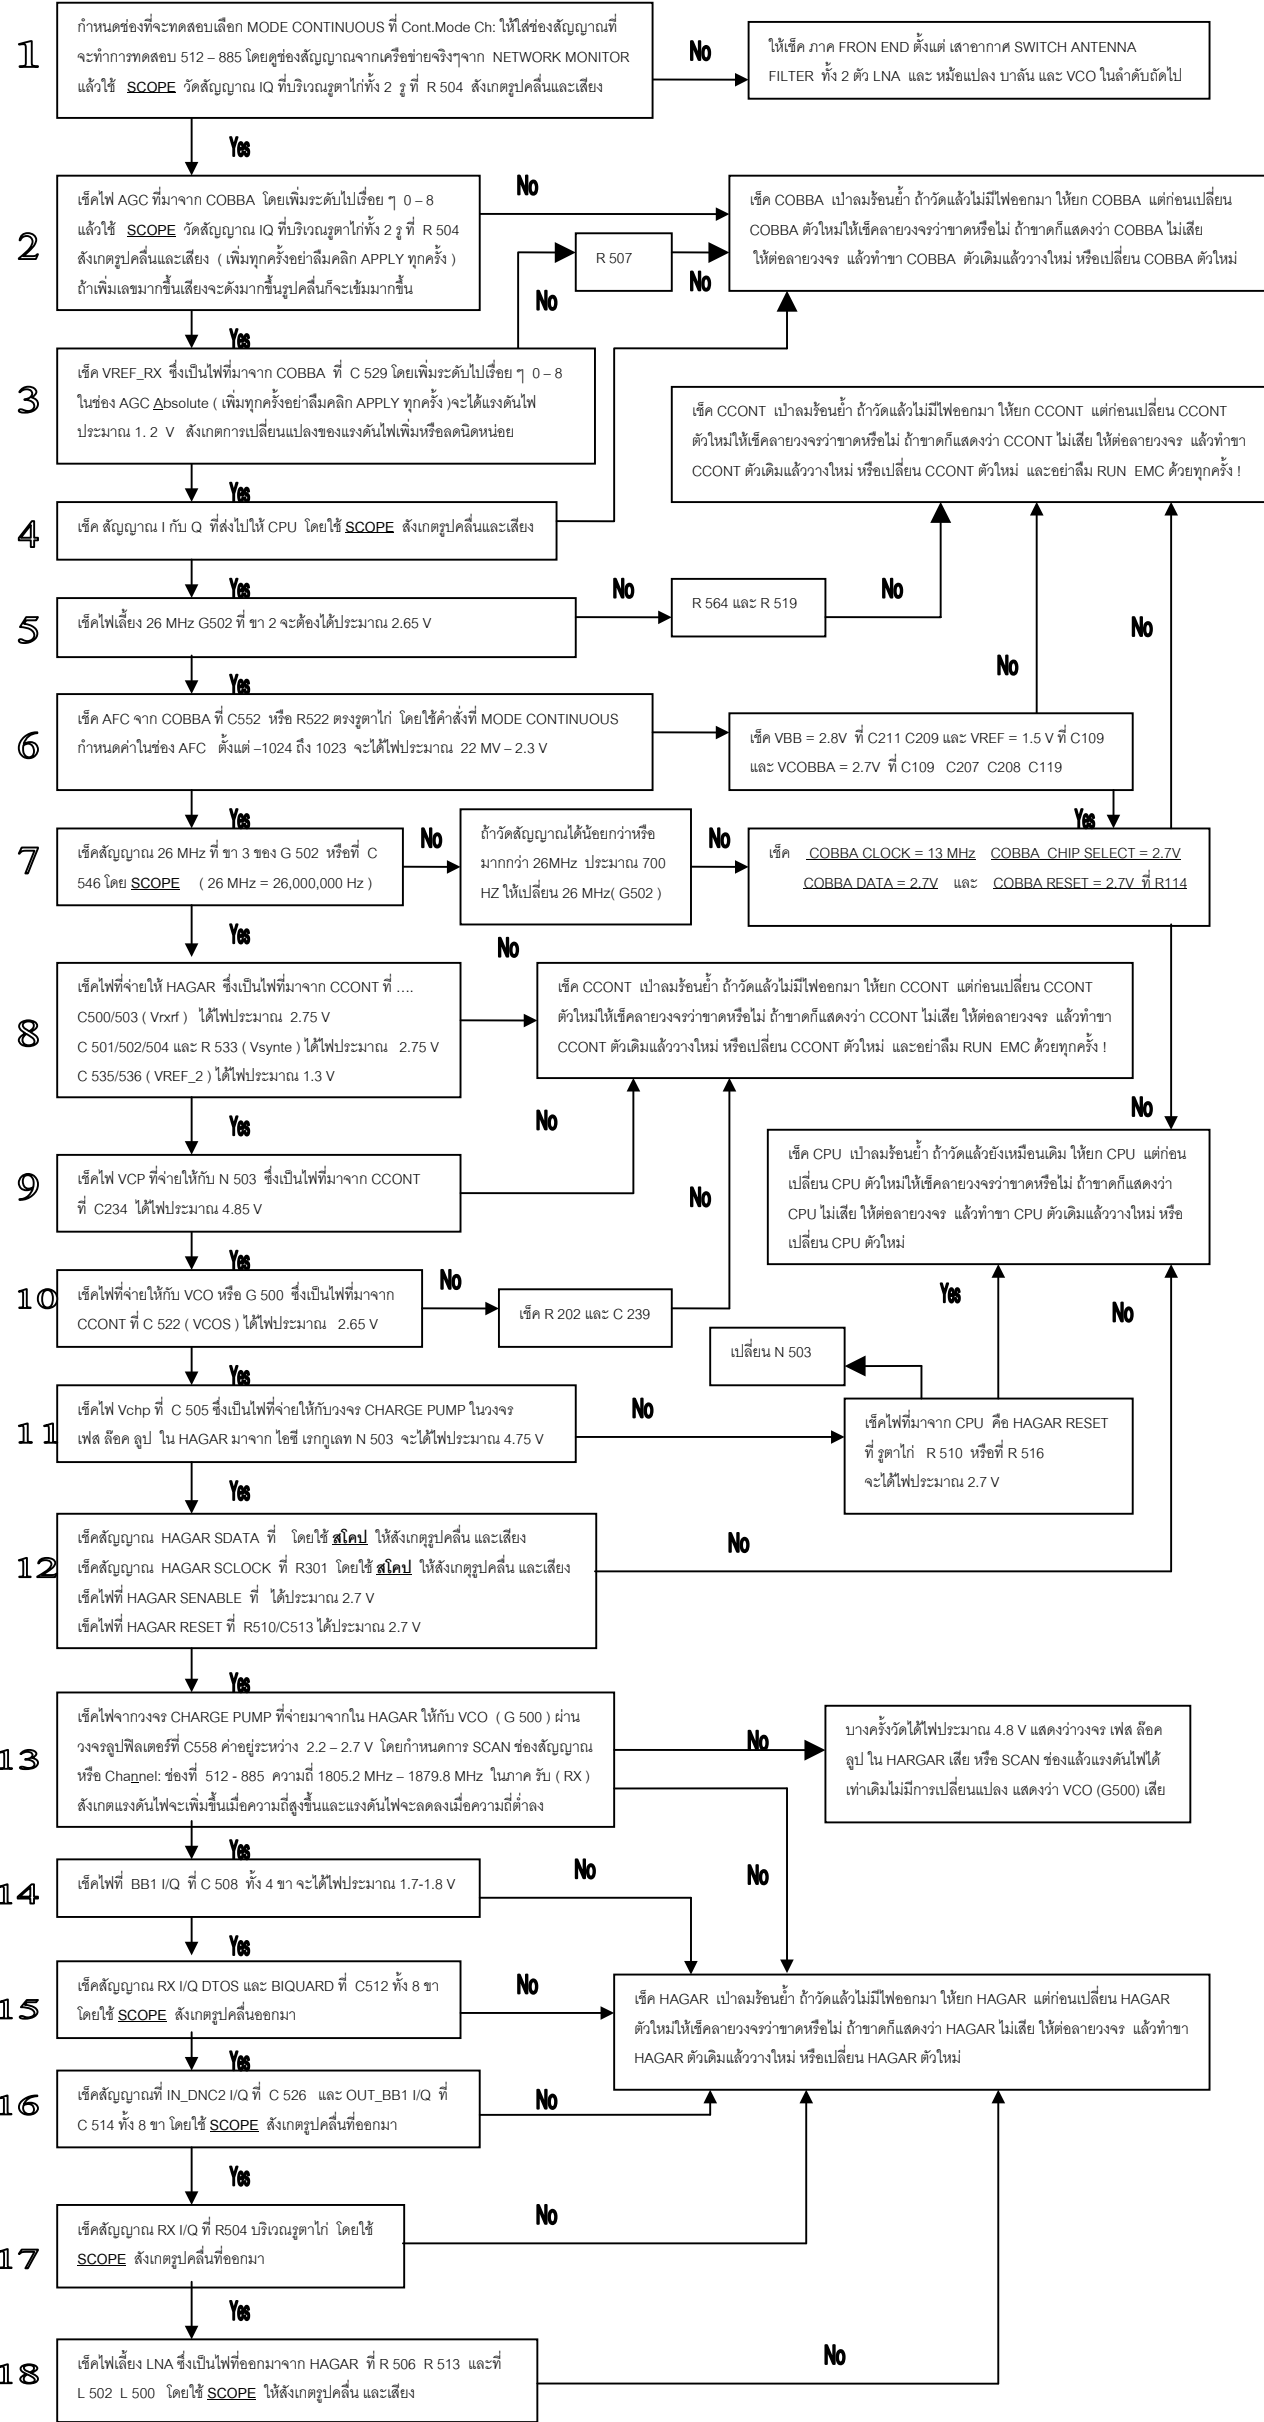 1
กำหนดช่องที่จะทดสอบเลือก MODE CONTINUOUS ที่ Cont.Mode Ch: ให้ใส่ช่องสัญญาณที่
จะทำการทดสอบ 512 – 885 โดยดูช่องสัญญาณจากเครือข่ายจริงๆจาก NETWORK MONITOR
แล้วใช้ SCOPE วัดสัญญาณ IQ ที่บริเวณรูตาไก่ทั้ง 2 รู ที่ R 504 สังเกตรูปคลื่นและเสียง
No
ให้เช็ค ภาค FRON END ตั้งแต่ เสาอากาศ SWITCH ANTENNA
FILTER ทั้ง 2 ตัว LNA และ หม้อแปลง บาลัน และ VCO ในลำดับถัดไป
Yes
2
เช็คไฟ AGC ที่มาจาก COBBA โดยเพิ่มระดับไปเรื่อย ๆ 0 – 8
แล้วใช้ SCOPE วัดสัญญาณ IQ ที่บริเวณรูตาไก่ทั้ง 2 รู ที่ R 504
สังเกตรูปคลื่นและเสียง ( เพิ่มทุกครั้งอย่าลืมคลิก APPLY ทุกครั้ง )
ถ้าเพิ่มเลขมากขึ้นเสียงจะดังมากขึ้นรูปคลื่นก็จะเข้มมากขึ้น
No
R 507
No
No
เช็ค COBBA เป่าลมร้อนย้ำ ถ้าวัดแล้วไม่มีไฟออกมา ให้ยก COBBA แต่ก่อนเปลี่ยน
COBBA ตัวใหม่ให้เช็คลายวงจรว่าขาดหรือไม่ ถ้าขาดก็แสดงว่า COBBA ไม่เสีย
ให้ต่อลายวงจร แล้วทำขา COBBA ตัวเดิมแล้ววางใหม่ หรือเปลี่ยน COBBA ตัวใหม่
Yes
3
เช็ค VREF_RX ซึ่งเป็นไฟที่มาจาก COBBA ที่ C 529 โดยเพิ่มระดับไปเรื่อย ๆ 0 – 8
ในช่อง AGC Absolute ( เพิ่มทุกครั้งอย่าลืมคลิก APPLY ทุกครั้ง )จะได้แรงดันไฟ
ประมาณ 1. 2 V สังเกตการเปลี่ยนแปลงของแรงดันไฟเพิ่มหรือลดนิดหน่อย
เช็ค CCONT เป่าลมร้อนย้ำ ถ้าวัดแล้วไม่มีไฟออกมา ให้ยก CCONT แต่ก่อนเปลี่ยน CCONT
ตัวใหม่ให้เช็คลายวงจรว่าขาดหรือไม่ ถ้าขาดก็แสดงว่า CCONT ไม่เสีย ให้ต่อลายวงจร แล้วทำขา
CCONT ตัวเดิมแล้ววางใหม่ หรือเปลี่ยน CCONT ตัวใหม่ และอย่าลืม RUN EMC ด้วยทุกครั้ง !
Yes
4
เช็ค สัญญาณ I กับ Q ที่ส่งไปให้ CPU โดยใช้ SCOPE สังเกตรูปคลื่นและเสียง
Yes
5
เช็คไฟเลี้ยง 26 MHz G502 ที่ ขา 2 จะต้องได้ประมาณ 2.65 V
No
R 564 และ R 519
No
No
No
Yes
6
เช็ค AFC จาก COBBA ที่ C552 หรือ R522 ตรงรูตาไก่ โดยใช้คำสั่งที่ MODE CONTINUOUS
กำหนดค่าในช่อง AFC ตั้งแต่ –1024 ถึง 1023 จะได้ไฟประมาณ 22 MV – 2.3 V
เช็ค VBB = 2.8V ที่ C211 C209 และ VREF = 1.5 V ที่ C109
และ VCOBBA = 2.7V ที่ C109 C207 C208 C119
Yes
Yes
7
เช็คสัญญาณ 26 MHz ที่ ขา 3 ของ G 502 หรือที่ C
546 โดย SCOPE ( 26 MHz = 26,000,000 Hz )
No
ถ้าวัดสัญญาณได้น้อยกว่าหรือ
มากกว่า 26MHz ประมาณ 700
HZ ให้เปลี่ยน 26 MHz( G502 )
No
เช็ค COBBA CLOCK = 13 MHz COBBA CHIP SELECT = 2.7V
COBBA DATA = 2.7V และ COBBA RESET = 2.7V ที่ R114
Yes
No
8
เช็คไฟที่จ่ายให้ HAGAR ซึ่งเป็นไฟที่มาจาก CCONT ที่ ....
C500/503 ( Vrxrf ) ได้ไฟประมาณ 2.75 V
C 501/502/504 และ R 533 ( Vsynte ) ได้ไฟประมาณ 2.75 V
C 535/536 ( VREF_2 ) ได้ไฟประมาณ 1.3 V
เช็ค CCONT เป่าลมร้อนย้ำ ถ้าวัดแล้วไม่มีไฟออกมา ให้ยก CCONT แต่ก่อนเปลี่ยน CCONT
ตัวใหม่ให้เช็คลายวงจรว่าขาดหรือไม่ ถ้าขาดก็แสดงว่า CCONT ไม่เสีย ให้ต่อลายวงจร แล้วทำขา
CCONT ตัวเดิมแล้ววางใหม่ หรือเปลี่ยน CCONT ตัวใหม่ และอย่าลืม RUN EMC ด้วยทุกครั้ง !
Yes
No
No
9
เช็คไฟ VCP ที่จ่ายให้กับ N 503 ซึ่งเป็นไฟที่มาจาก CCONT
ที่ C234 ได้ไฟประมาณ 4.85 V
No
เช็ค CPU เป่าลมร้อนย้ำ ถ้าวัดแล้วยังเหมือนเดิม ให้ยก CPU แต่ก่อน
เปลี่ยน CPU ตัวใหม่ให้เช็คลายวงจรว่าขาดหรือไม่ ถ้าขาดก็แสดงว่า
CPU ไม่เสีย ให้ต่อลายวงจร แล้วทำขา CPU ตัวเดิมแล้ววางใหม่ หรือ
เปลี่ยน CPU ตัวใหม่
Yes
10
เช็คไฟที่จ่ายให้กับ VCO หรือ G 500 ซึ่งเป็นไฟที่มาจาก
CCONT ที่ C 522 ( VCOS ) ได้ไฟประมาณ 2.65 V
No
เช็ค R 202 และ C 239
Yes
No
เปลี่ยน N 503
Yes
11
เช็คไฟ Vchp ที่ C 505 ซึ่งเป็นไฟที่จ่ายให้กับวงจร CHARGE PUMP ในวงจร
เฟส ล๊อค ลูป ใน HAGAR มาจาก ไอซี เรกกูเลท N 503 จะได้ไฟประมาณ 4.75 V
No
เช็คไฟที่มาจาก CPU คือ HAGAR RESET
ที่ รูตาไก่ R 510 หรือที่ R 516
จะได้ไฟประมาณ 2.7 V
Yes
12
เช็คสัญญาณ HAGAR SDATA ที่ โดยใช้ สโคป ให้สังเกตุรูปคลื่น และเสียง
เช็คสัญญาณ HAGAR SCLOCK ที่ R301 โดยใช้ สโคป ให้สังเกตุรูปคลื่น และเสียง
เช็คไฟที่ HAGAR SENABLE ที่ ได้ประมาณ 2.7 V
เช็คไฟที่ HAGAR RESET ที่ R510/C513 ได้ประมาณ 2.7 V
No
Yes
13
เช็คไฟจากวงจร CHARGE PUMP ที่จ่ายมาจากใน HAGAR ให้กับ VCO ( G 500 ) ผ่าน
วงจรลูปฟิลเตอร์ที่ C558 ค่าอยู่ระหว่าง 2.2 – 2.7 V โดยกำหนดการ SCAN ช่องสัญญาณ
หรือ Channel: ช่องที่ 512 - 885 ความถี่ 1805.2 MHz – 1879.8 MHz ในภาค รับ ( RX )
สังเกตแรงดันไฟจะเพิ่มขึ้นเมื่อความถี่สูงขึ้นและแรงดันไฟจะลดลงเมื่อความถี่ต่ำลง
No
บางครั้งวัดได้ไฟประมาณ 4.8 V แสดงว่าวงจร เฟส ล๊อค
ลูป ใน HARGAR เสีย หรือ SCAN ช่องแล้วแรงดันไฟได้
เท่าเดิมไม่มีการเปลี่ยนแปลง แสดงว่า VCO (G500) เสีย
Yes
14
เช็คไฟที่ BB1 I/Q ที่ C 508 ทั้ง 4 ขา จะได้ไฟประมาณ 1.7-1.8 V
No
No
Yes
15
เช็คสัญญาณ RX I/Q DTOS และ BIQUARD ที่ C512 ทั้ง 8 ขา
โดยใช้ SCOPE สังเกตรูปคลื่นออกมา
No
เช็ค HAGAR เป่าลมร้อนย้ำ ถ้าวัดแล้วไม่มีไฟออกมา ให้ยก HAGAR แต่ก่อนเปลี่ยน HAGAR
ตัวใหม่ให้เช็คลายวงจรว่าขาดหรือไม่ ถ้าขาดก็แสดงว่า HAGAR ไม่เสีย ให้ต่อลายวงจร แล้วทำขา
HAGAR ตัวเดิมแล้ววางใหม่ หรือเปลี่ยน HAGAR ตัวใหม่
Yes
16
เช็คสัญญาณที่ IN_DNC2 I/Q ที่ C 526 และ OUT_BB1 I/Q ที่
C 514 ทั้ง 8 ขา โดยใช้ SCOPE สังเกตรูปคลื่นที่ออกมา
No
Yes
17
เช็คสัญญาณ RX I/Q ที่ R504 บริเวณรูตาไก่ โดยใช้
SCOPE สังเกตรูปคลื่นที่ออกมา
No
Yes
18
เช็คไฟเลี้ยง LNA ซึ่งเป็นไฟที่ออกมาจาก HAGAR ที่ R 506 R 513 และที่
L 502 L 500 โดยใช้ SCOPE ให้สังเกตรูปคลื่น และเสียง
No